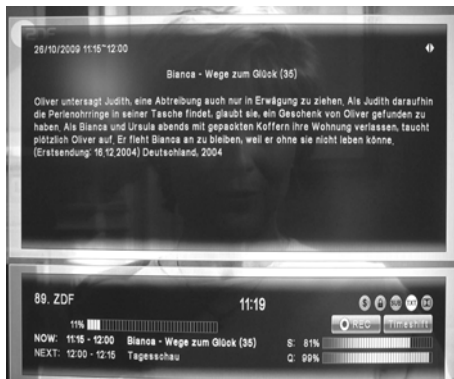 26/10/2009 11:15~12:00
Bianca - Wege zum Glück (35)
Oliver untersagt Judith, eine Abtreibung auch nur in Erwägung zu ziehen. Als Judith daraufhin
die Perlenohrringe in seiner Tasche findet, glaubt sie, ein Geschenk von Oliver gefunden zu
haben. Als Bianca und Ursula abends mit gepackten Koffern ihre Wohnung verlassen, taucht
plötzlich Oliver auf. Er fleht Bianca an zu bleiben, weil er ohne sie nicht leben könne.
(Erstsendung: 16.12.2004) Deutschland, 2004
89. ZDF 11:19 $ SUB TXT
11% REC Timeshift
NOW: 11:15 - 12:00 Bianca - Wege zum Glück (35) S: 81%
NEXT: 12:00 - 12:15 Tagesschau Q: 99%